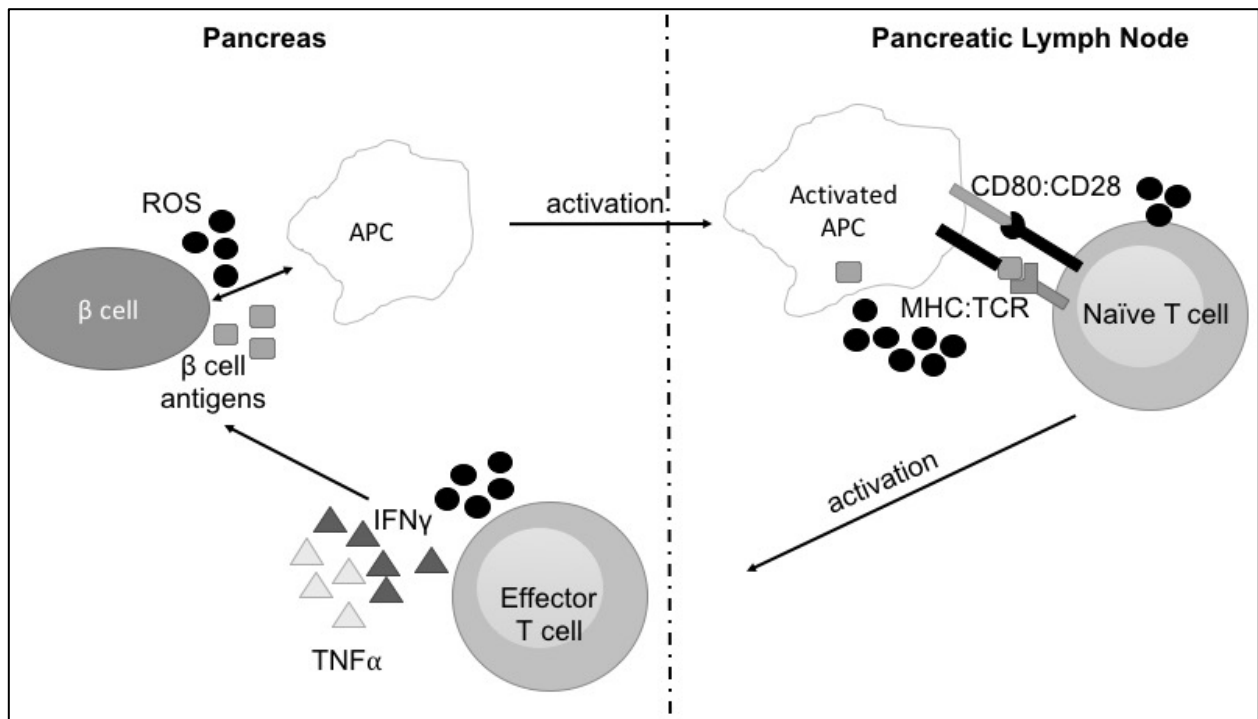 Pancreas
Pancreatic Lymph Node
ROS
APC
activation
Activated
APC
CD80:CD28
β cell
MHC:TCR
Naïve T cell
β cell
antigens
activation
IFNγ
Effector
T cell
TNFα